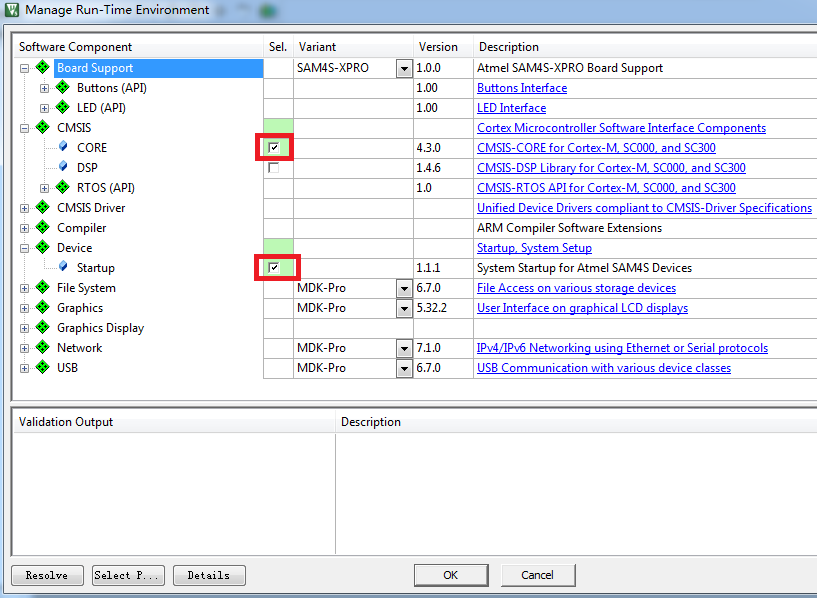 Manage Run-Time Environment
Software Component Sel. Variant Version Description
Board Support SAM4S-XPRO 1.0.0 Atmel SAM4S-XPRO Board Support
Buttons (API) 1.00 Buttons Interface
LED (API) 1.00 LED Interface
CMSIS Cortex Microcontroller Software Interface Components
CORE 4.3.0 CMSIS-CORE for Cortex-M, SC000, and SC300
DSP 1.4.6 CMSIS-DSP Library for Cortex-M, SC000, and SC300
RTOS (API) 1.0 CMSIS-RTOS API for Cortex-M, SC000, and SC300
CMSIS Driver Unified Device Drivers compliant to CMSIS-Driver Specifications
Compiler ARM Compiler Software Extensions
Device Startup, System Setup
Startup 1.1.1 System Startup for Atmel SAM4S Devices
File System MDK-Pro 6.7.0 File Access on various storage devices
Graphics MDK-Pro 5.32.2 User Interface on graphical LCD displays
Graphics Display
Network MDK-Pro 7.1.0 IPv4/IPv6 Networking using Ethernet or Serial protocols
USB MDK-Pro 6.7.0 USB Communication with various device classes
Validation Output Description
Resolve Select P... Details OK Cancel